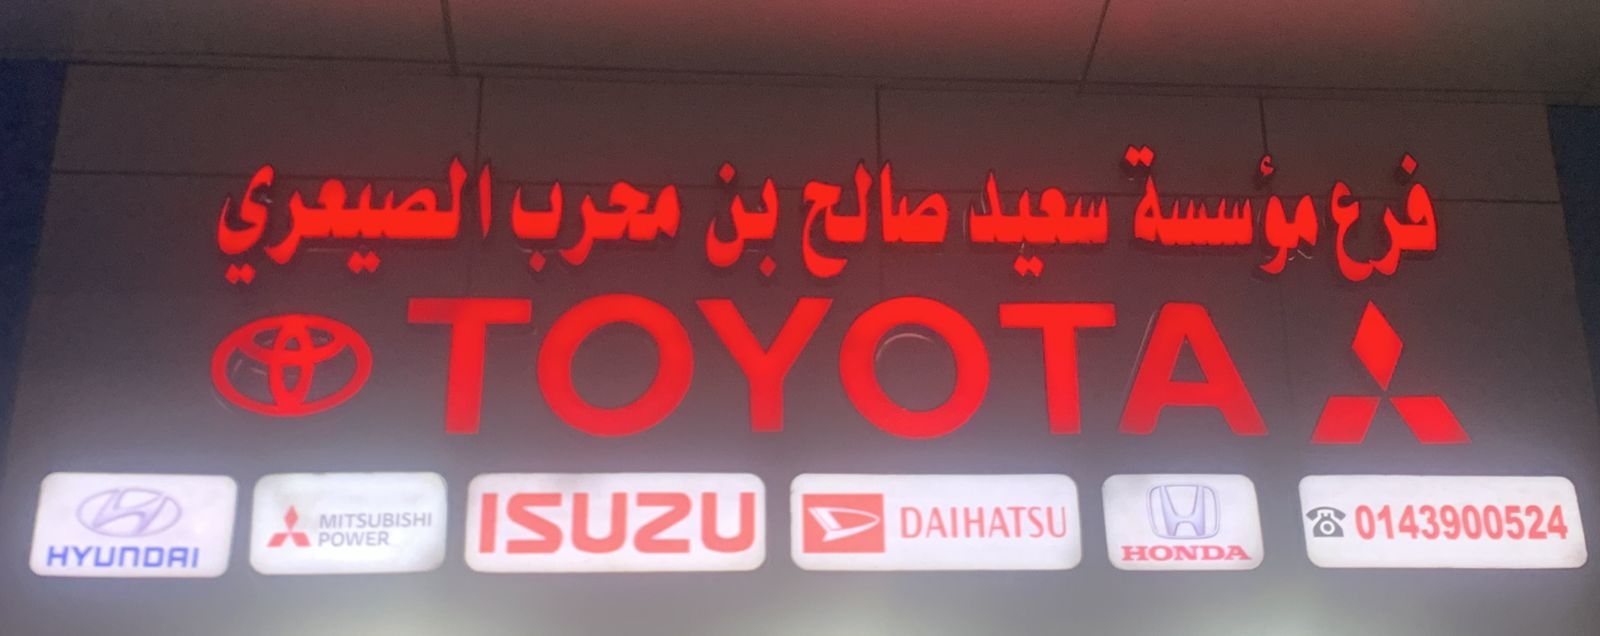 فرع مؤسسة سعيد صالح بن محرب الصيعري
TOYOTA
HYUNDAI
MITSUBISHI
POWER
ISUZU
DAIHATSU
HONDA
0143900524